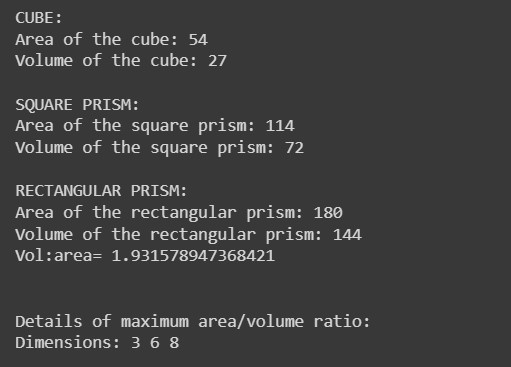 CUBE:
Area of the cube: 54
Volume of the cube: 27
SQUARE PRISM:
Area of the square prism: 114
Volume of the square prism: 72
RECTANGULAR PRISM:
Area of the rectangular prism: 180
Volume of the rectangular prism: 144
Vol:area= 1.931578947368421
Details of maximum area/volume ratio:
Dimensions: 3 6 8